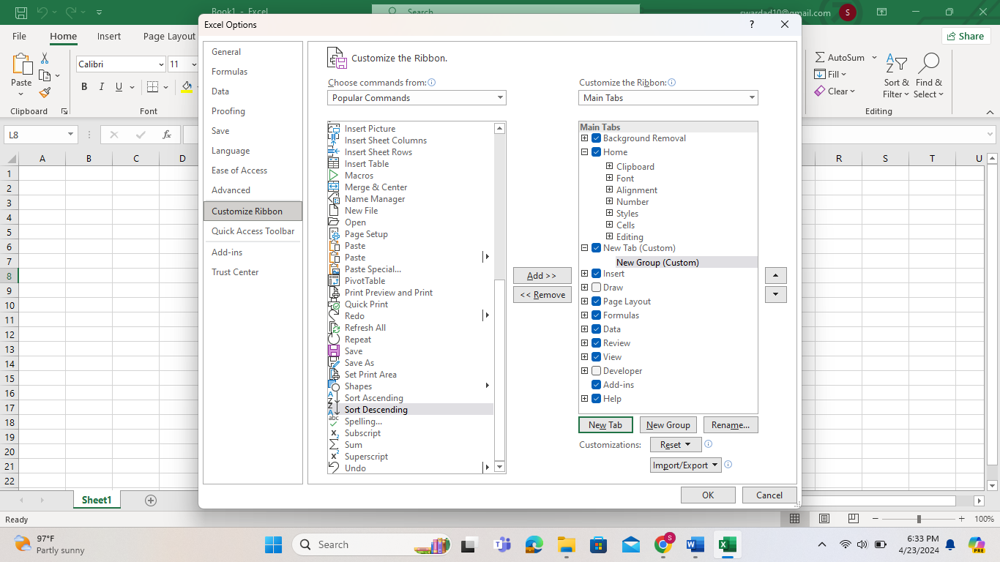 Book1 - Excel
Search
swardad10@gmail.com
S
Excel Options
?
File
Home
Insert
Page Layout
Share
Paste
Clipboard
Calibri
11
B
I
U
Font
AutoSum
Fill
Clear
Sort &
Filter
Find &
Select
Editing
L8
fx
General
Formulas
Data
Proofing
Save
Language
Ease of Access
Advanced
Customize Ribbon
Quick Access Toolbar
Add-ins
Trust Center
Customize the Ribbon.
Choose commands from:
Popular Commands
Insert Picture
Insert Sheet Columns
Insert Sheet Rows
Insert Table
Macros
Merge & Center
Name Manager
New File
Open
Page Setup
Paste
Paste
Paste Special...
PivotTable
Print Preview and Print
Quick Print
Redo
Refresh All
Repeat
Save
Save As
Set Print Area
Shapes
Sort Ascending
Sort Descending
Spelling...
Subscript
Sum
Superscript
Undo
Add >>
<< Remove
Customize the Ribbon:
Main Tabs
Main Tabs
Background Removal
Home
Clipboard
Font
Alignment
Number
Styles
Cells
Editing
New Tab (Custom)
New Group (Custom)
Insert
Draw
Page Layout
Formulas
Data
Review
View
Developer
Add-ins
Help
New Tab
New Group
Rename...
Customizations:
Reset
Import/Export
OK
Cancel
A B C D R S T U
1
2
3
4
5
6
7
8
9
10
11
12
13
14
15
16
17
18
19
20
21
22
Sheet1
Ready
100%
97°F
Partly sunny
Search
S
6:33 PM
4/23/2024
PRE